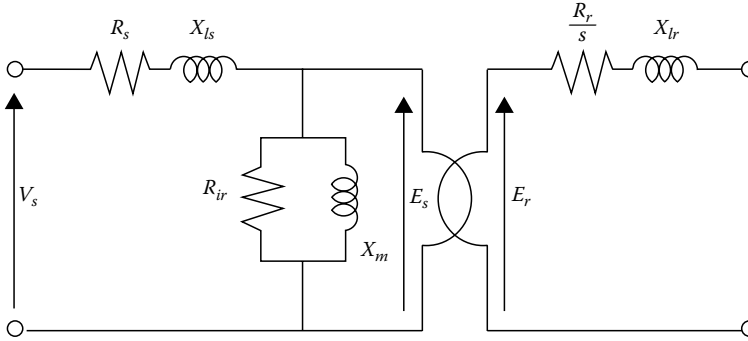 R_s
X_ls
R_r
s
X_lr
V_s
R_ir
X_m
E_s
E_r